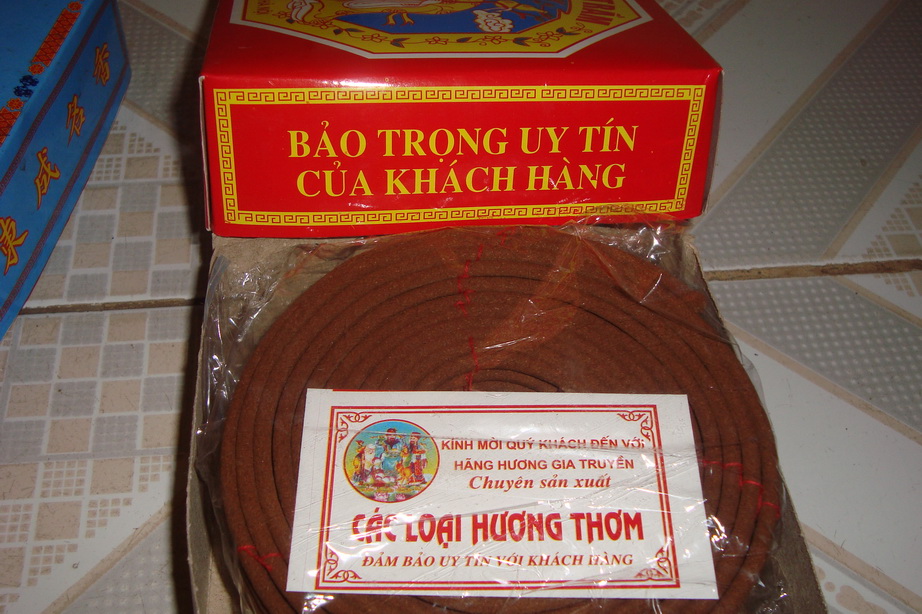 BẢO TRỌNG UY TÍN
CỦA KHÁCH HÀNG
KÍNH MỜI QUÝ KHÁCH ĐẾN VỚI
HÃNG HƯƠNG GIA TRUYỀN
Chuyên sản xuất
CÁC LOẠI HƯƠNG THƠM
ĐẢM BẢO UY TÍN VỚI KHÁCH HÀNG